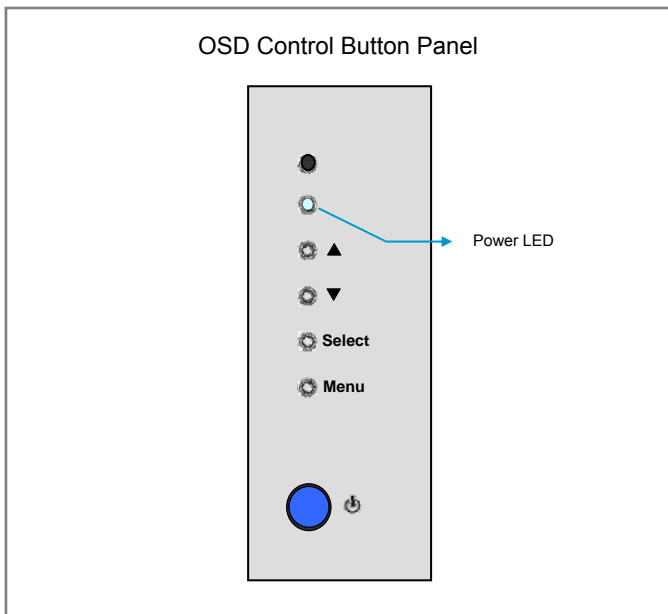 OSD Control Button Panel
Power LED
▲
▼
Select
Menu